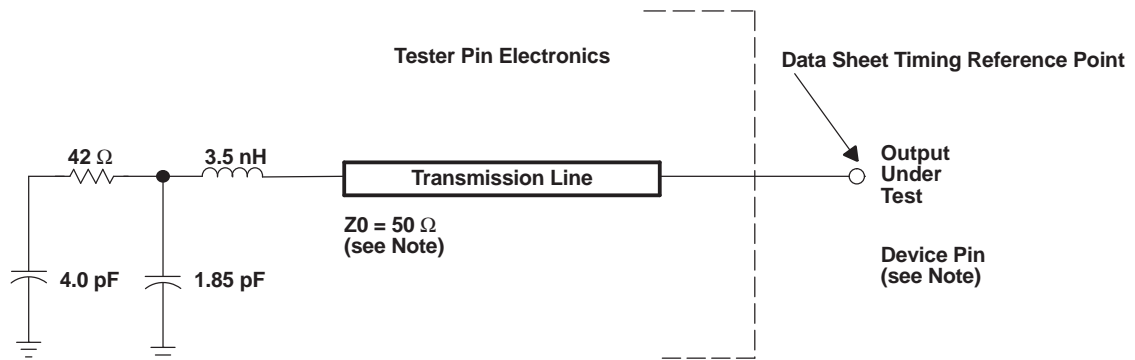 Tester Pin Electronics
Data Sheet Timing Reference Point
42 Ω
3.5 nH
Transmission Line
Output
Under
Test
Z0 = 50 Ω
(see Note)
4.0 pF
1.85 pF
Device Pin
(see Note)